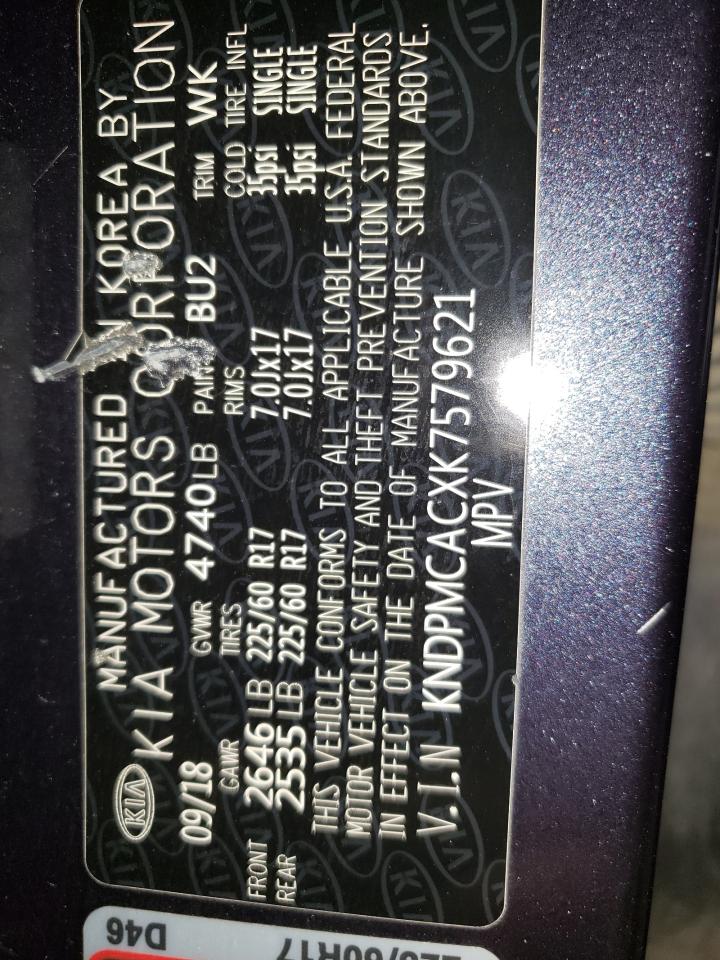 KIA
MANUFACTURED KOREA BY
KIA MOTORS CORPORATION
09/18 GVWR 4740LB PAINT BU2 TRIM WK
GAWR TIRES RIMS COLD TIRE INFL
FRONT 2646 LB 225/60 R17 7.0Jx17 35psi SINGLE
REAR 2535 LB 225/60 R17 7.0Jx17 35psi SINGLE
THIS VEHICLE CONFORMS TO ALL APPLICABLE U.S.A. FEDERAL
MOTOR VEHICLE SAFETY AND THEFT PREVENTION STANDARDS
IN EFFECT ON THE DATE OF MANUFACTURE SHOWN ABOVE.
V.I.N KNDPMCACXK7579621
MPV
D46